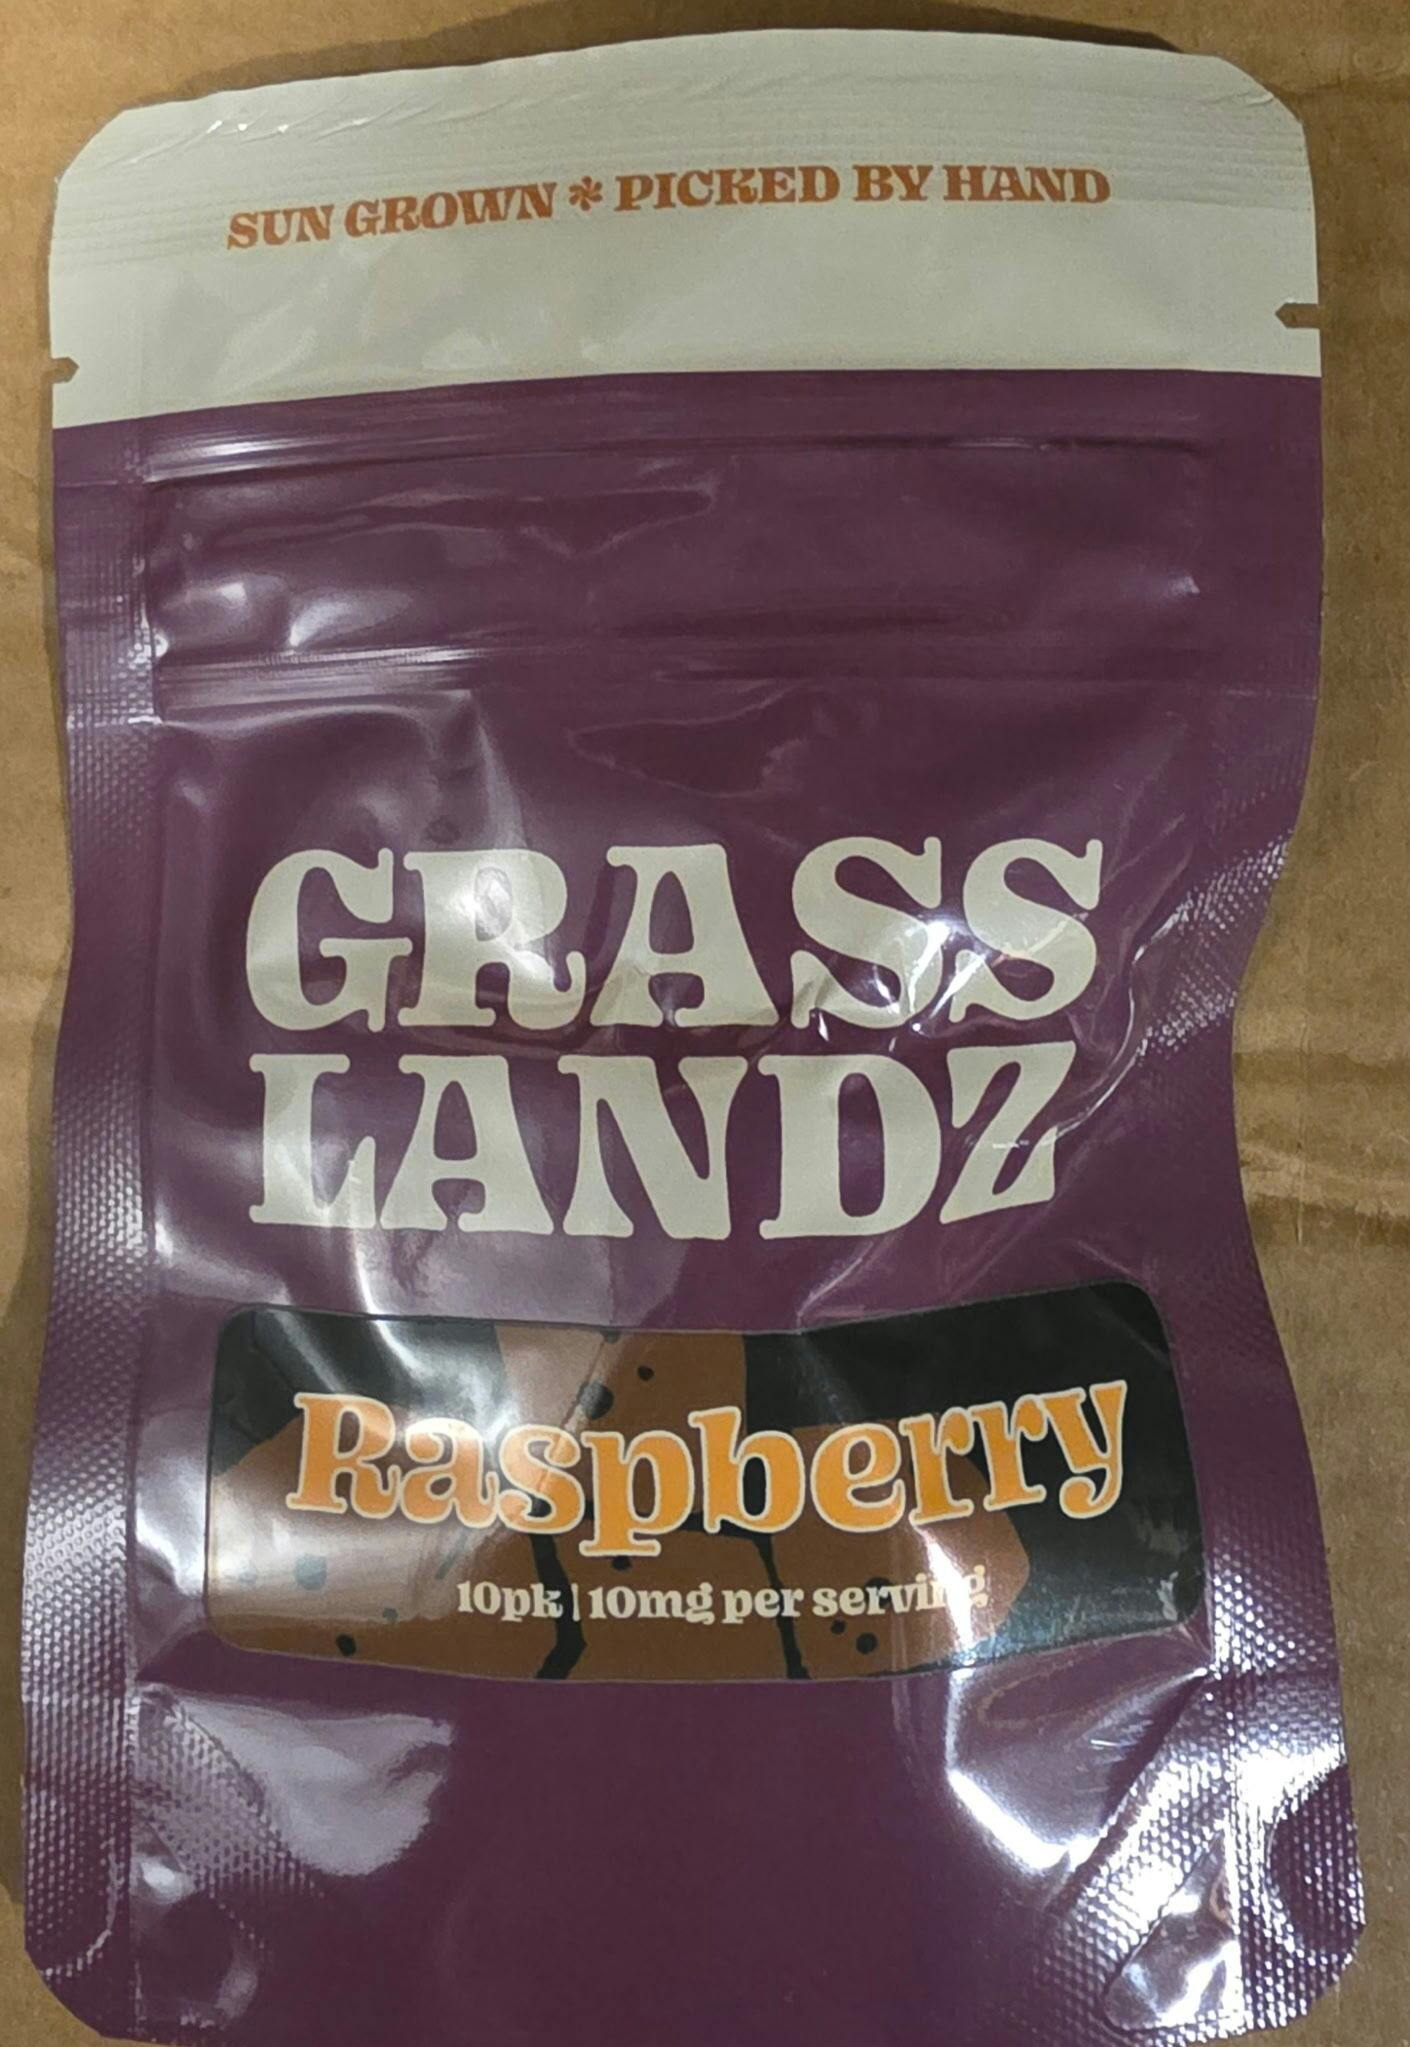 SUN GROWN * PICKED BY HAND
GRASS
LANDZ
Raspberry
10pk | 10mg per serving